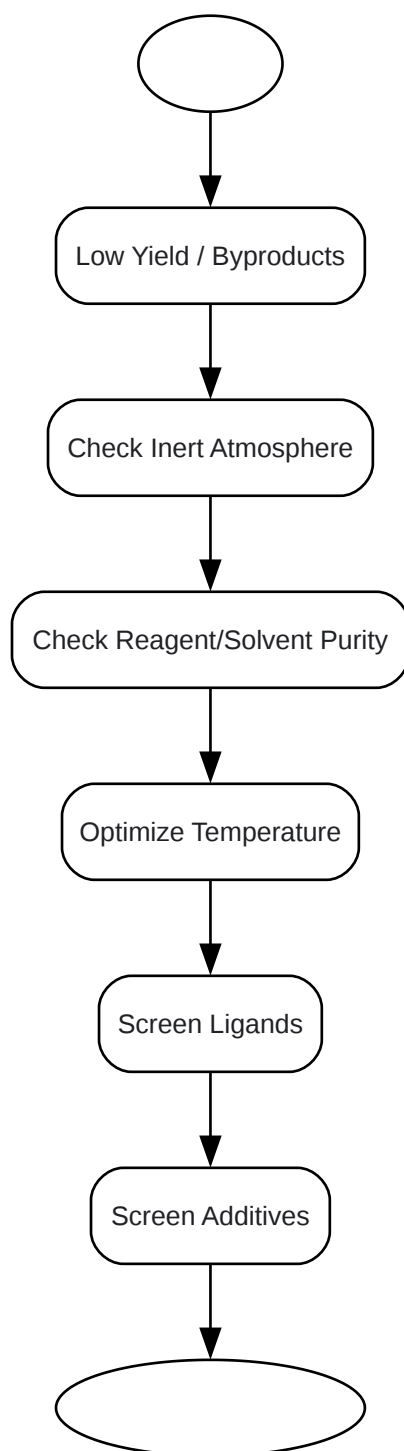 Low Yield / Byproducts
Check Inert Atmosphere
Check Reagent/Solvent Purity
Optimize Temperature
Screen Ligands
Screen Additives